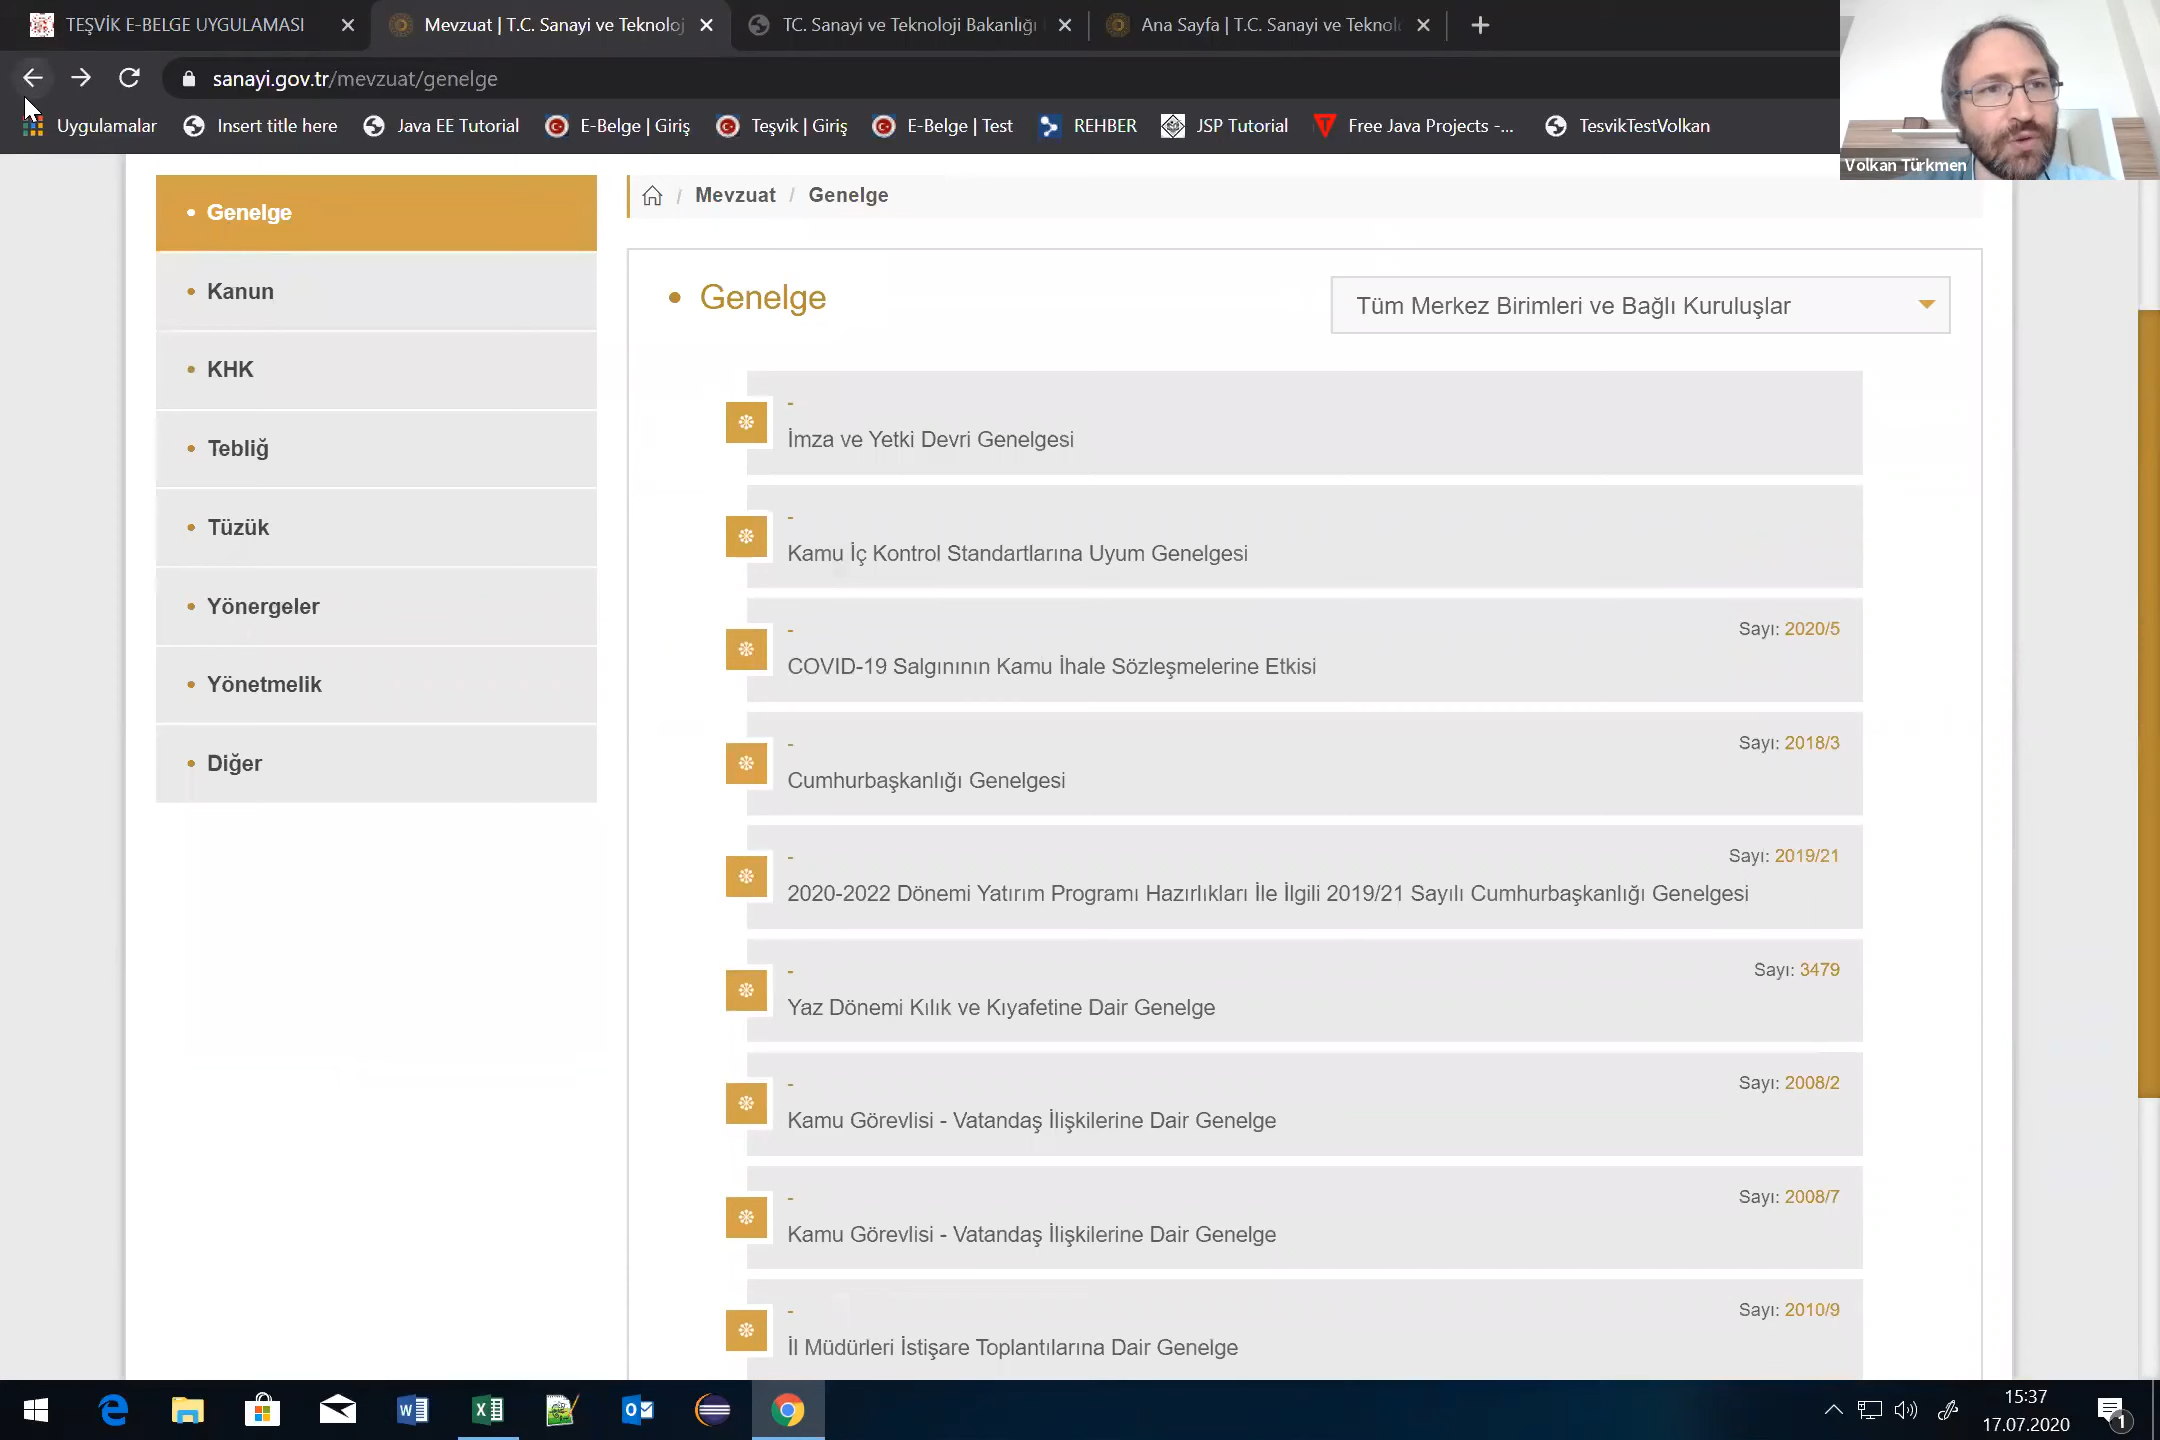 TEŞVİK E-BELGE UYGULAMASI
Mevzuat | T.C. Sanayi ve Teknoloj
TC. Sanayi ve Teknoloji Bakanlığı
Ana Sayfa | T.C. Sanayi ve Teknolo
sanayi.gov.tr/mevzuat/genelge
Uygulamalar
Insert title here
Java EE Tutorial
E-Belge | Giriş
Teşvik | Giriş
E-Belge | Test
REHBER
JSP Tutorial
Free Java Projects -...
TesvikTestVolkan
Volkan Türkmen
Genelge
Kanun
KHK
Tebliğ
Tüzük
Yönergeler
Yönetmelik
Diğer
/ Mevzuat / Genelge
Genelge
Tüm Merkez Birimleri ve Bağlı Kuruluşlar
-
İmza ve Yetki Devri Genelgesi
-
Kamu İç Kontrol Standartlarına Uyum Genelgesi
-
Sayı: 2020/5
COVID-19 Salgınının Kamu İhale Sözleşmelerine Etkisi
-
Sayı: 2018/3
Cumhurbaşkanlığı Genelgesi
-
Sayı: 2019/21
2020-2022 Dönemi Yatırım Programı Hazırlıkları İle İlgili 2019/21 Sayılı Cumhurbaşkanlığı Genelgesi
-
Sayı: 3479
Yaz Dönemi Kılık ve Kıyafetine Dair Genelge
-
Sayı: 2008/2
Kamu Görevlisi - Vatandaş İlişkilerine Dair Genelge
-
Sayı: 2008/7
Kamu Görevlisi - Vatandaş İlişkilerine Dair Genelge
-
Sayı: 2010/9
İl Müdürleri İstişare Toplantılarına Dair Genelge
15:37
17.07.2020
1